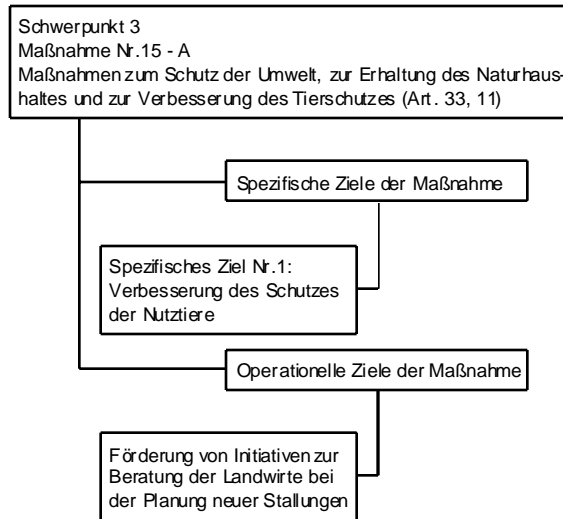 Schwerpunkt 3
Maßnahme Nr.15 - A
Maßnahmen zum Schutz der Umwelt, zur Erhaltung des Naturhaus-
haltes und zur Verbesserung des Tierschutzes (Art. 33, 11)
Spezifische Ziele der Maßnahme
Spezifisches Ziel Nr.1:
Verbesserung des Schutzes
der Nutztiere
Operationelle Ziele der Maßnahme
Förderung von Initiativen zur
Beratung der Landwirte bei
der Planung neuer Stallungen